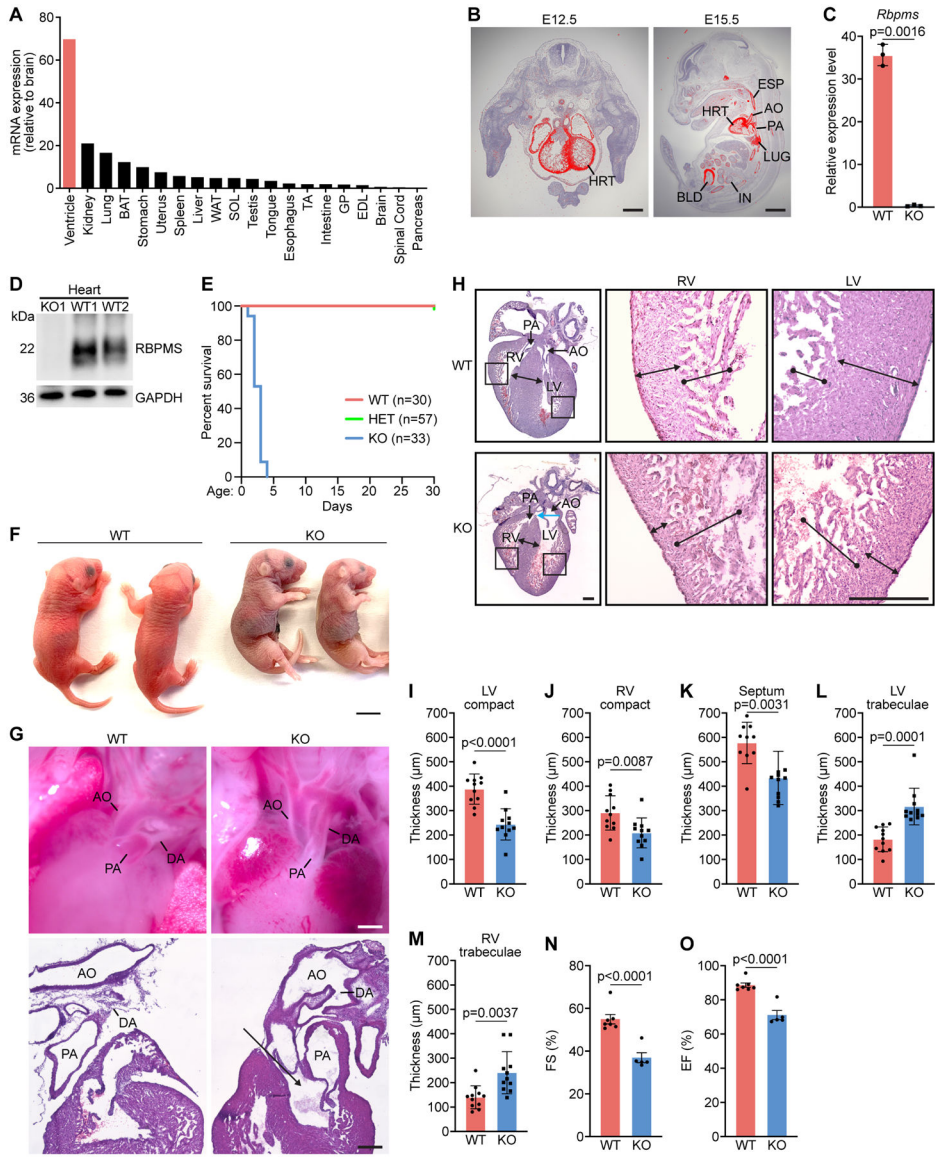 A
mRNA expression
(relative to brain)
80
60
40
20
0
Ventricle
Kidney
Lung
BAT
Stomach
Uterus
Spleen
Liver
WAT
SOL
Testis
Tongue
Esophagus
TA
Intestine
GP
EDL
Brain
Spinal Cord
Pancreas
B
E12.5
E15.5
HRT
ESP
AO
HRT
PA
LUG
BLD
IN
C
Rbpms
p=0.0016
Relative expression level
40
30
20
10
0
WT
KO
D
Heart
kDa
KO1 WT1 WT2
22
RBPMS
36
GAPDH
E
Percent survival
100
80
60
40
20
0
WT (n=30)
HET (n=57)
KO (n=33)
Age: 0 5 10 15 20 25 30
Days
F
WT
KO
G
WT
KO
AO
PA
DA
AO
DA
PA
AO
DA
PA
AO
DA
PA
H
RV
LV
WT
PA
RV
AO
LV
KO
PA
AO
RV
LV
I
LV
compact
p<0.0001
Thickness (μm)
700
600
500
400
300
200
100
0
WT
KO
J
RV
compact
p=0.0087
Thickness (μm)
700
600
500
400
300
200
100
0
WT
KO
K
Septum
p=0.0031
Thickness (μm)
700
600
500
400
300
200
100
0
WT
KO
L
LV
trabeculae
p=0.0001
Thickness (μm)
700
600
500
400
300
200
100
0
WT
KO
M
RV
trabeculae
p=0.0037
Thickness (μm)
700
600
500
400
300
200
100
0
WT
KO
N
p<0.0001
FS (%)
80
60
40
20
0
WT
KO
O
p<0.0001
EF (%)
100
80
60
40
20
0
WT
KO